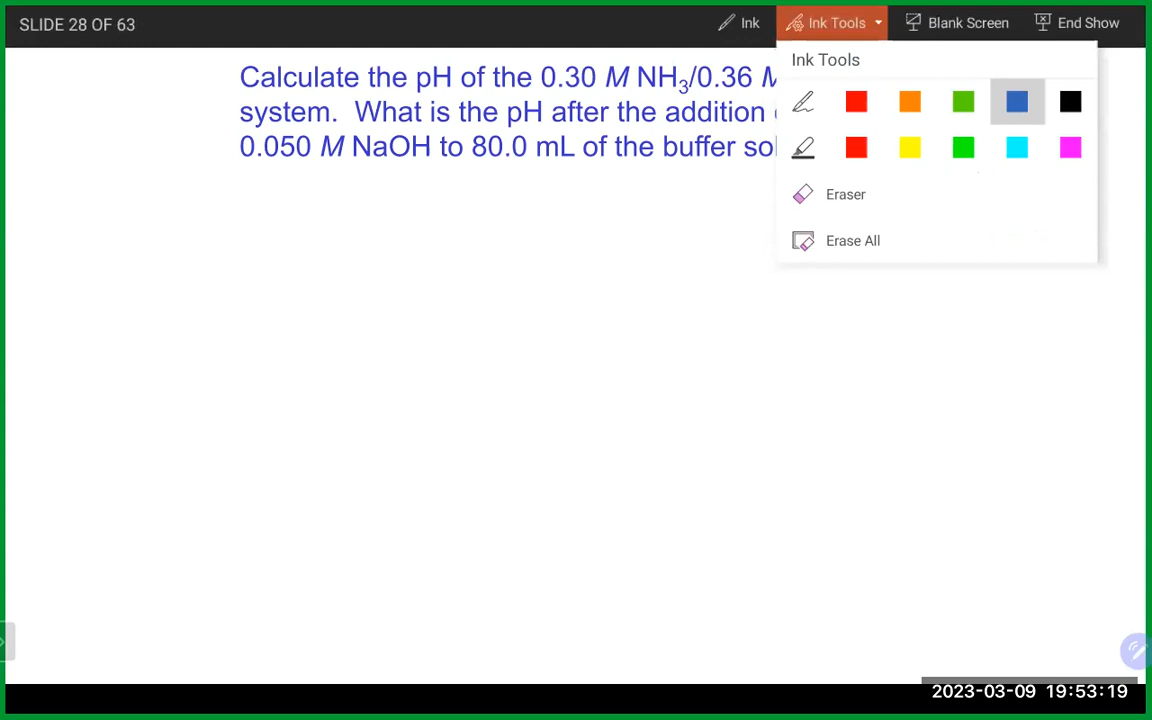 SLIDE 28 OF 63
Ink
Ink Tools
Blank Screen
End Show
Ink Tools
Eraser
Erase All
Calculate the pH of the 0.30 M NH₃/0.36
system. What is the pH after the addition
0.050 M NaOH to 80.0 mL of the buffer
2023-03-09 19:53:19